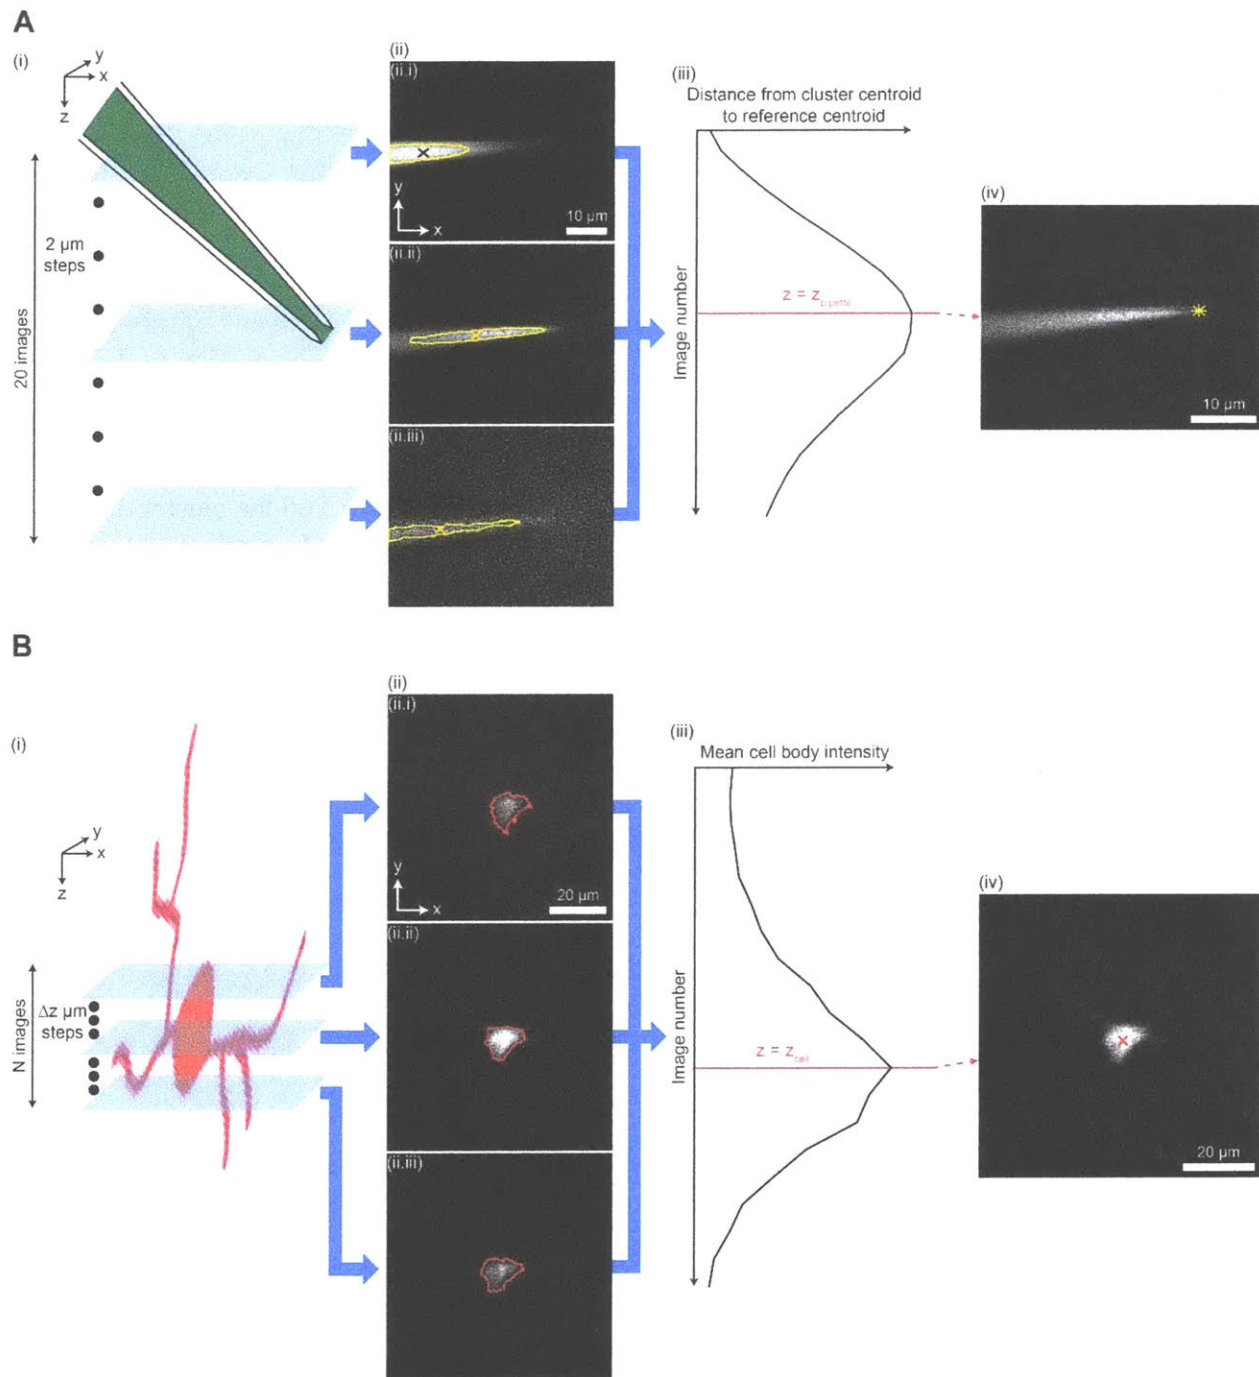 A
(i)
y
x
z
2 µm
steps
20 images
(ii)
(ii.i)
y
x
10 µm
(ii.ii)
(ii.iii)
(iii)
Distance from cluster centroid
to reference centroid
Image number
z = zpipette
(iv)
10 µm
B
(i)
y
x
z
N images
Δz µm
steps
(ii)
(ii.i)
y
x
20 µm
(ii.ii)
(ii.iii)
(iii)
Mean cell body intensity
Image number
z = zcell
(iv)
20 µm